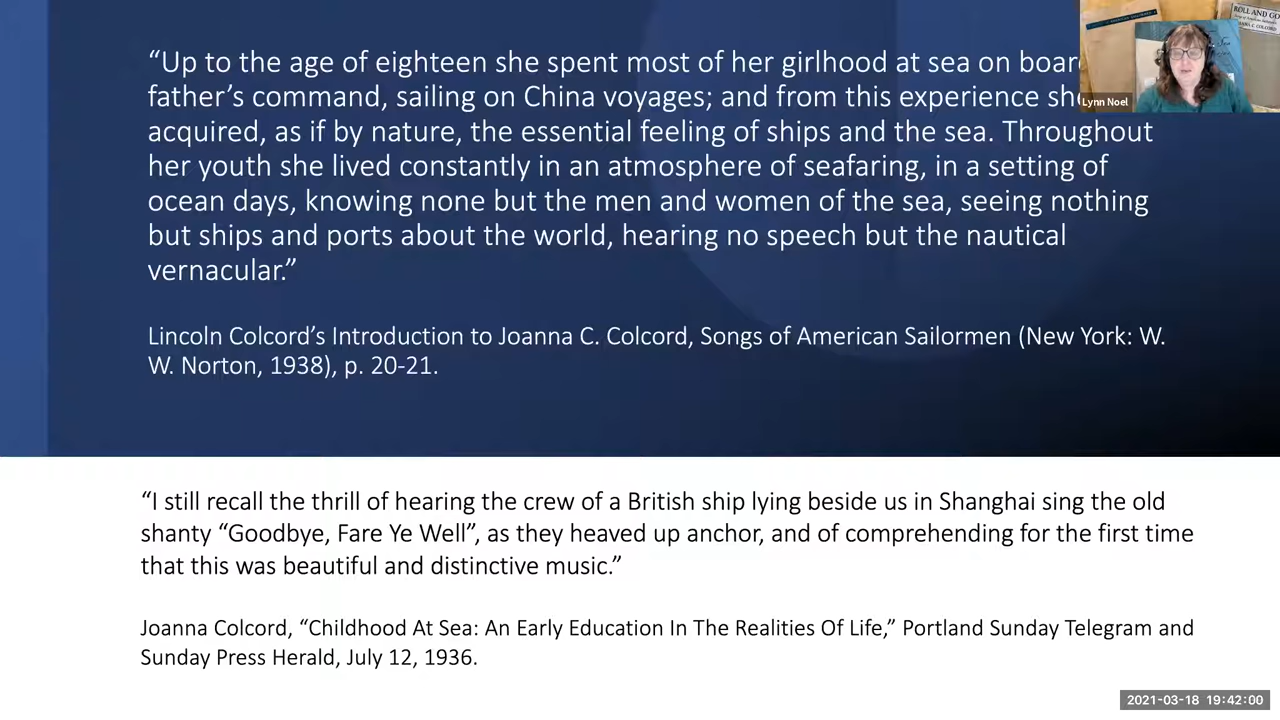 “Up to the age of eighteen she spent most of her girlhood at sea on
father’s command, sailing on China voyages; and from this experience
acquired, as if by nature, the essential feeling of ships and the sea. Throughout
her youth she lived constantly in an atmosphere of seafaring, in a setting of
ocean days, knowing none but the men and women of the sea, seeing nothing
but ships and ports about the world, hearing no speech but the nautical
vernacular.”
Lincoln Colcord’s Introduction to Joanna C. Colcord, Songs of American Sailormen (New York: W.
W. Norton, 1938), p. 20-21.
“I still recall the thrill of hearing the crew of a British ship lying beside us in Shanghai sing the old
shanty “Goodbye, Fare Ye Well”, as they heaved up anchor, and of comprehending for the first time
that this was beautiful and distinctive music.”
Joanna Colcord, “Childhood At Sea: An Early Education In The Realities Of Life,” Portland Sunday Telegram and
Sunday Press Herald, July 12, 1936.
ROLL AND GO
Lynn Noel
2021-03-18 19:42:00